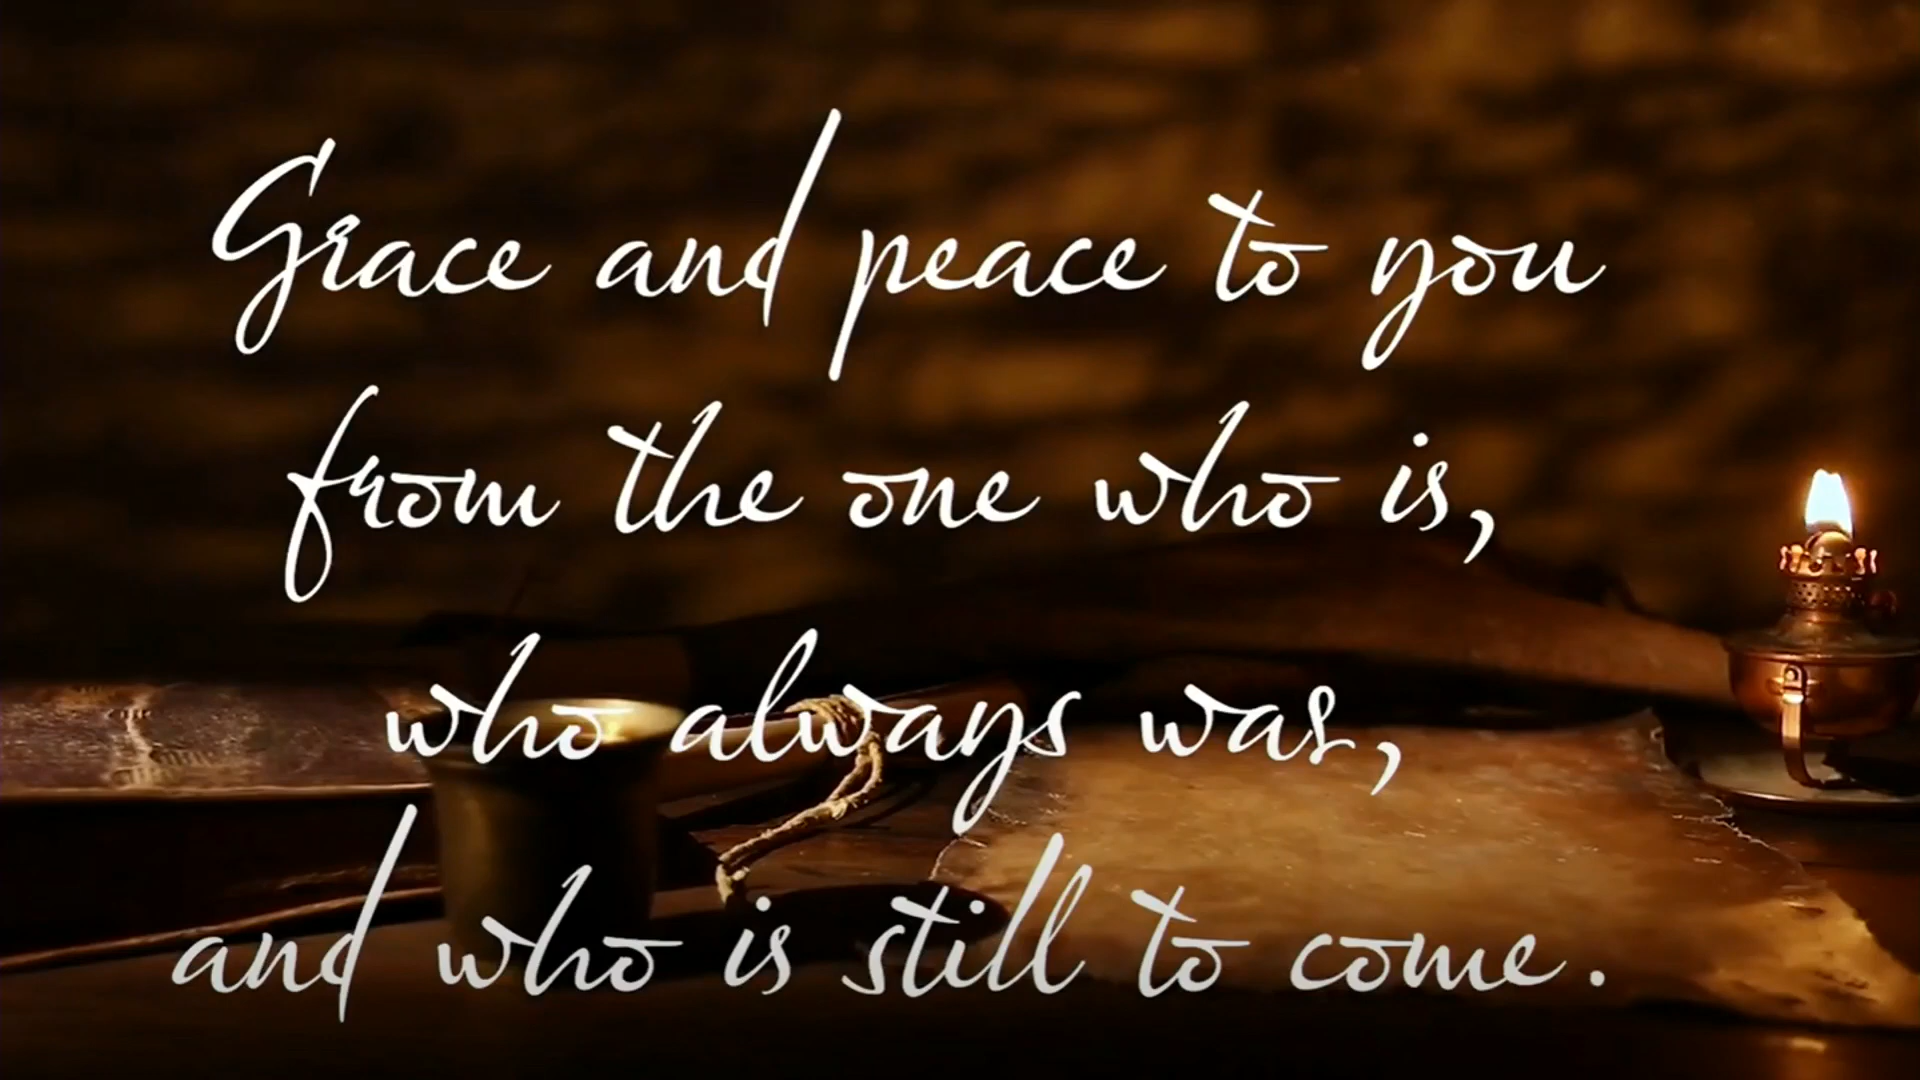 Grace and peace to you
from the one who is,
who always was,
and who is still to come.